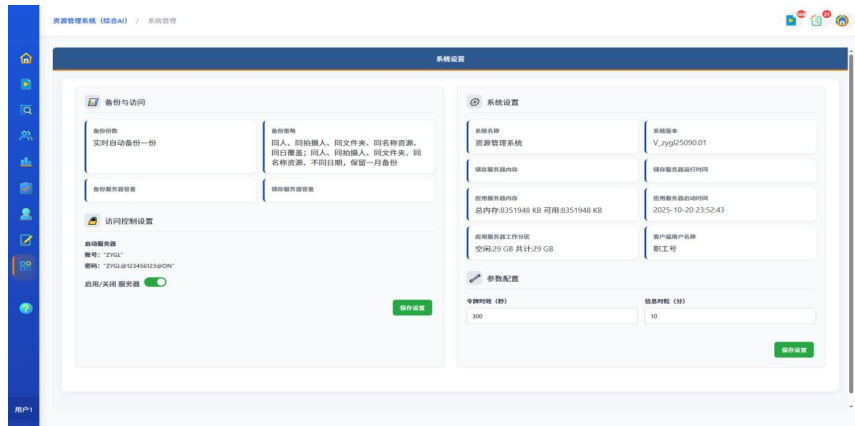 资源管理系统（综合AI） / 系统管理
系统设置
备份与访问
备份份数
实时自动备份一份
备份策略
同人、同拍摄人、同文件夹、同名称资源、
同日覆盖；同人、同拍摄人、同文件夹、同
名称资源、不同日期，保留一月备份
备份服务器容量
储存服务器容量
访问控制设置
启动服务器
账号："ZYGL"
密码："ZYGL@123456123@ON"
启用/关闭 服务器
保存设置
系统设置
系统名称
资源管理系统
系统版本
V_zygl25090.01
储存服务器内存
储存服务器运行时间
应用服务器内存
总内存:8351948 KB 可用:8351948 KB
应用服务器启动时间
2025-10-20 23:52:43
应用服务器工作分区
空闲:29 GB 共计:29 GB
客户端用户名称
职工号
参数配置
令牌时效（秒）
300
信息时粒（分）
10
保存设置
用户1